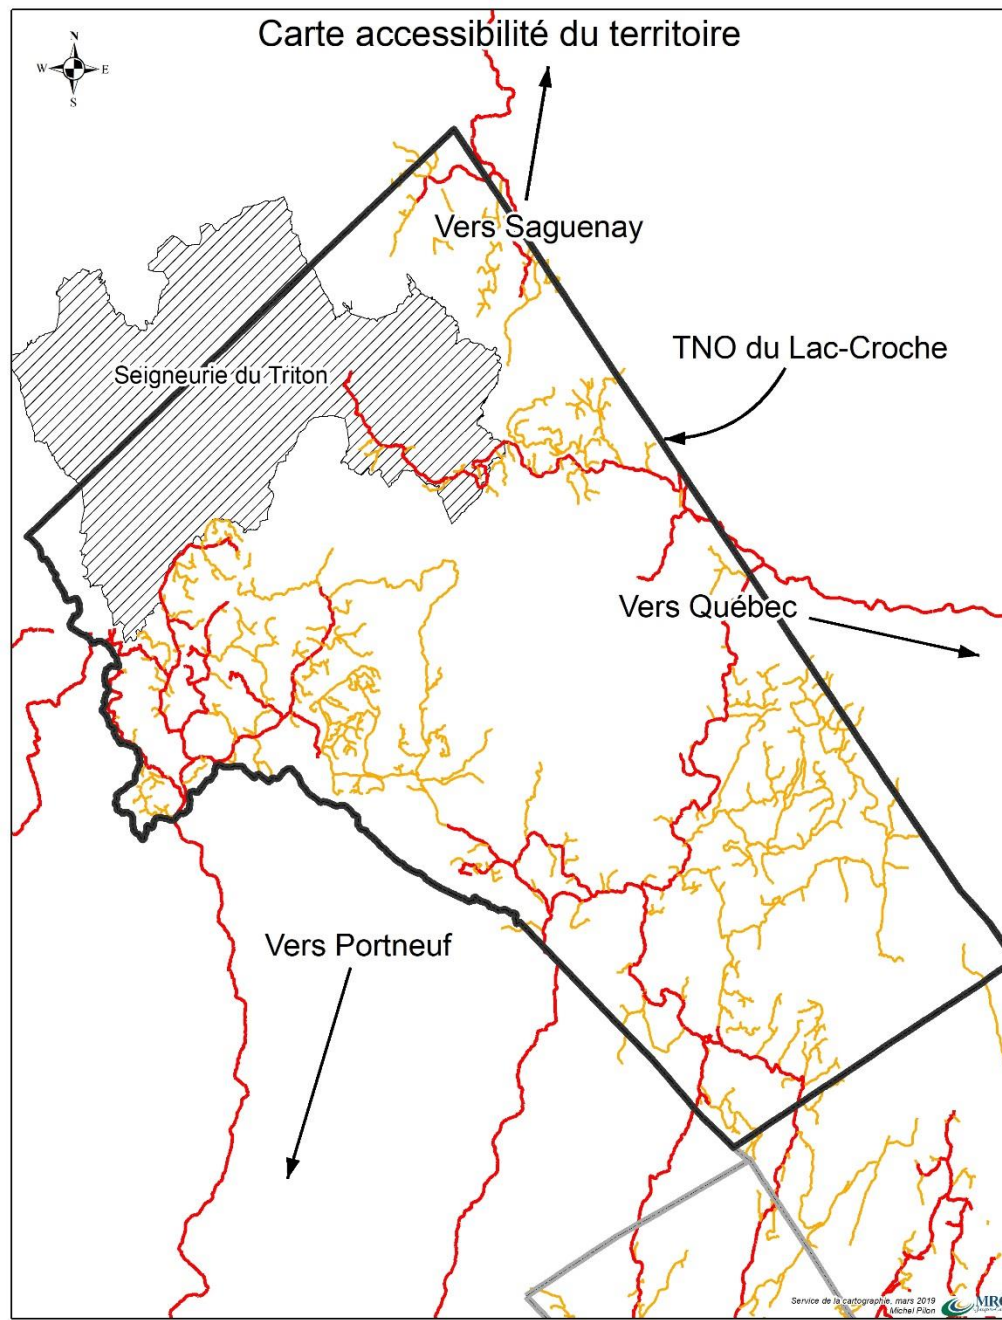 Carte accessibilité du territoire
N
W E
S
Vers Saguenay
TNO du Lac-Croche
Seigneurie du Triton
Vers Québec
Vers Portneuf
Service de la cartographie, mars 2019
Michel Pilon
MRC